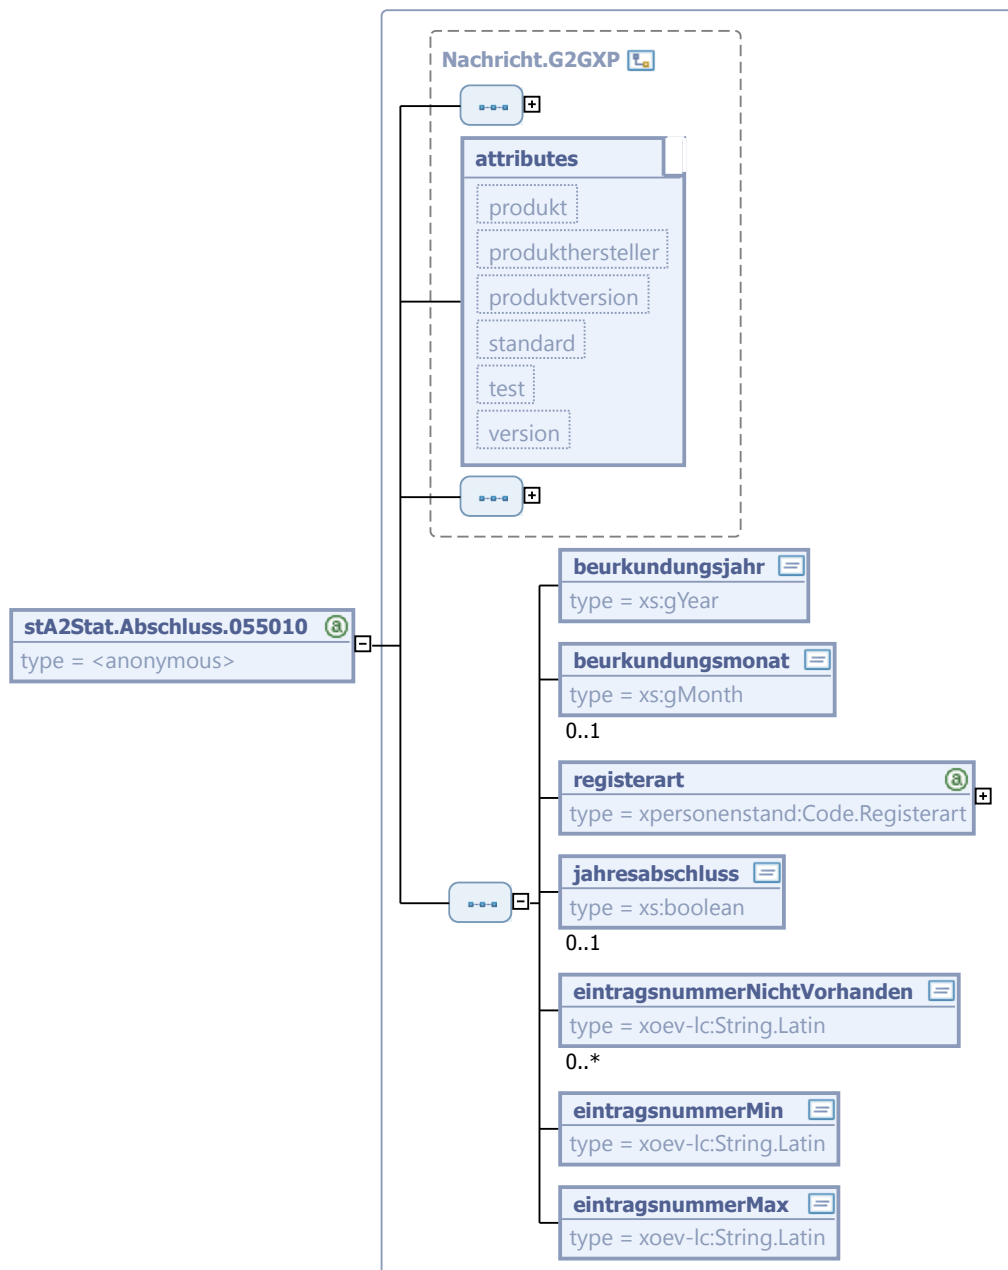 Nachricht.G2GXP
attributes
produkt
produkthersteller
produktversion
standard
test
version
stA2Stat.Abschluss.055010
type = <anonymous>
beurkundungsjahr
type = xs:gYear
beurkundungsmonat
type = xs:gMonth
0..1
registerart
type = xpersonenstand:Code.Registerart
jahresabschluss
type = xs:boolean
0..1
eintragsnummerNichtVorhanden
type = xoev-lc:String.Latin
0..*
eintragsnummerMin
type = xoev-lc:String.Latin
eintragsnummerMax
type = xoev-lc:String.Latin